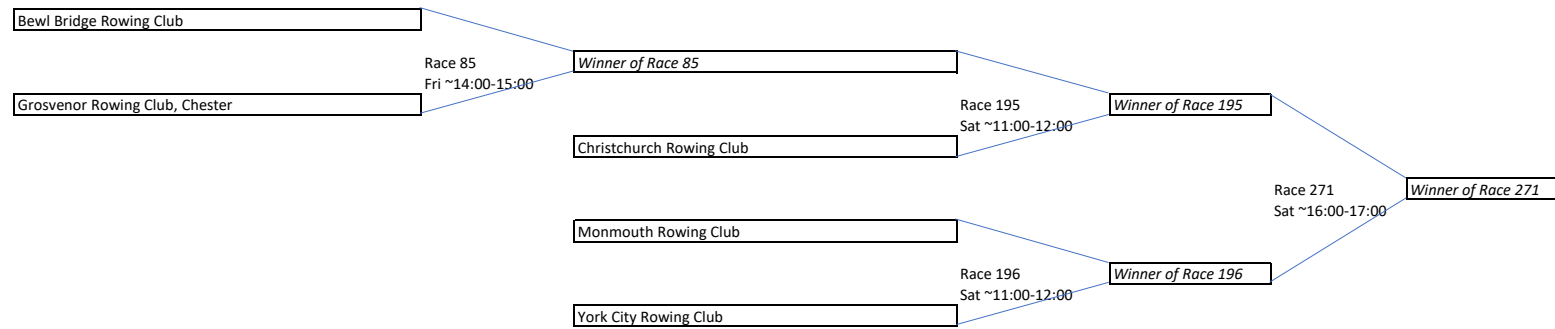 Bewl Bridge Rowing Club
Race 85
Fri ~14:00-15:00
Grosvenor Rowing Club, Chester
Winner of Race 85
Race 195
Sat ~11:00-12:00
Christchurch Rowing Club
Winner of Race 195
Monmouth Rowing Club
Race 196
Sat ~11:00-12:00
York City Rowing Club
Winner of Race 196
Race 271
Sat ~16:00-17:00
Winner of Race 271